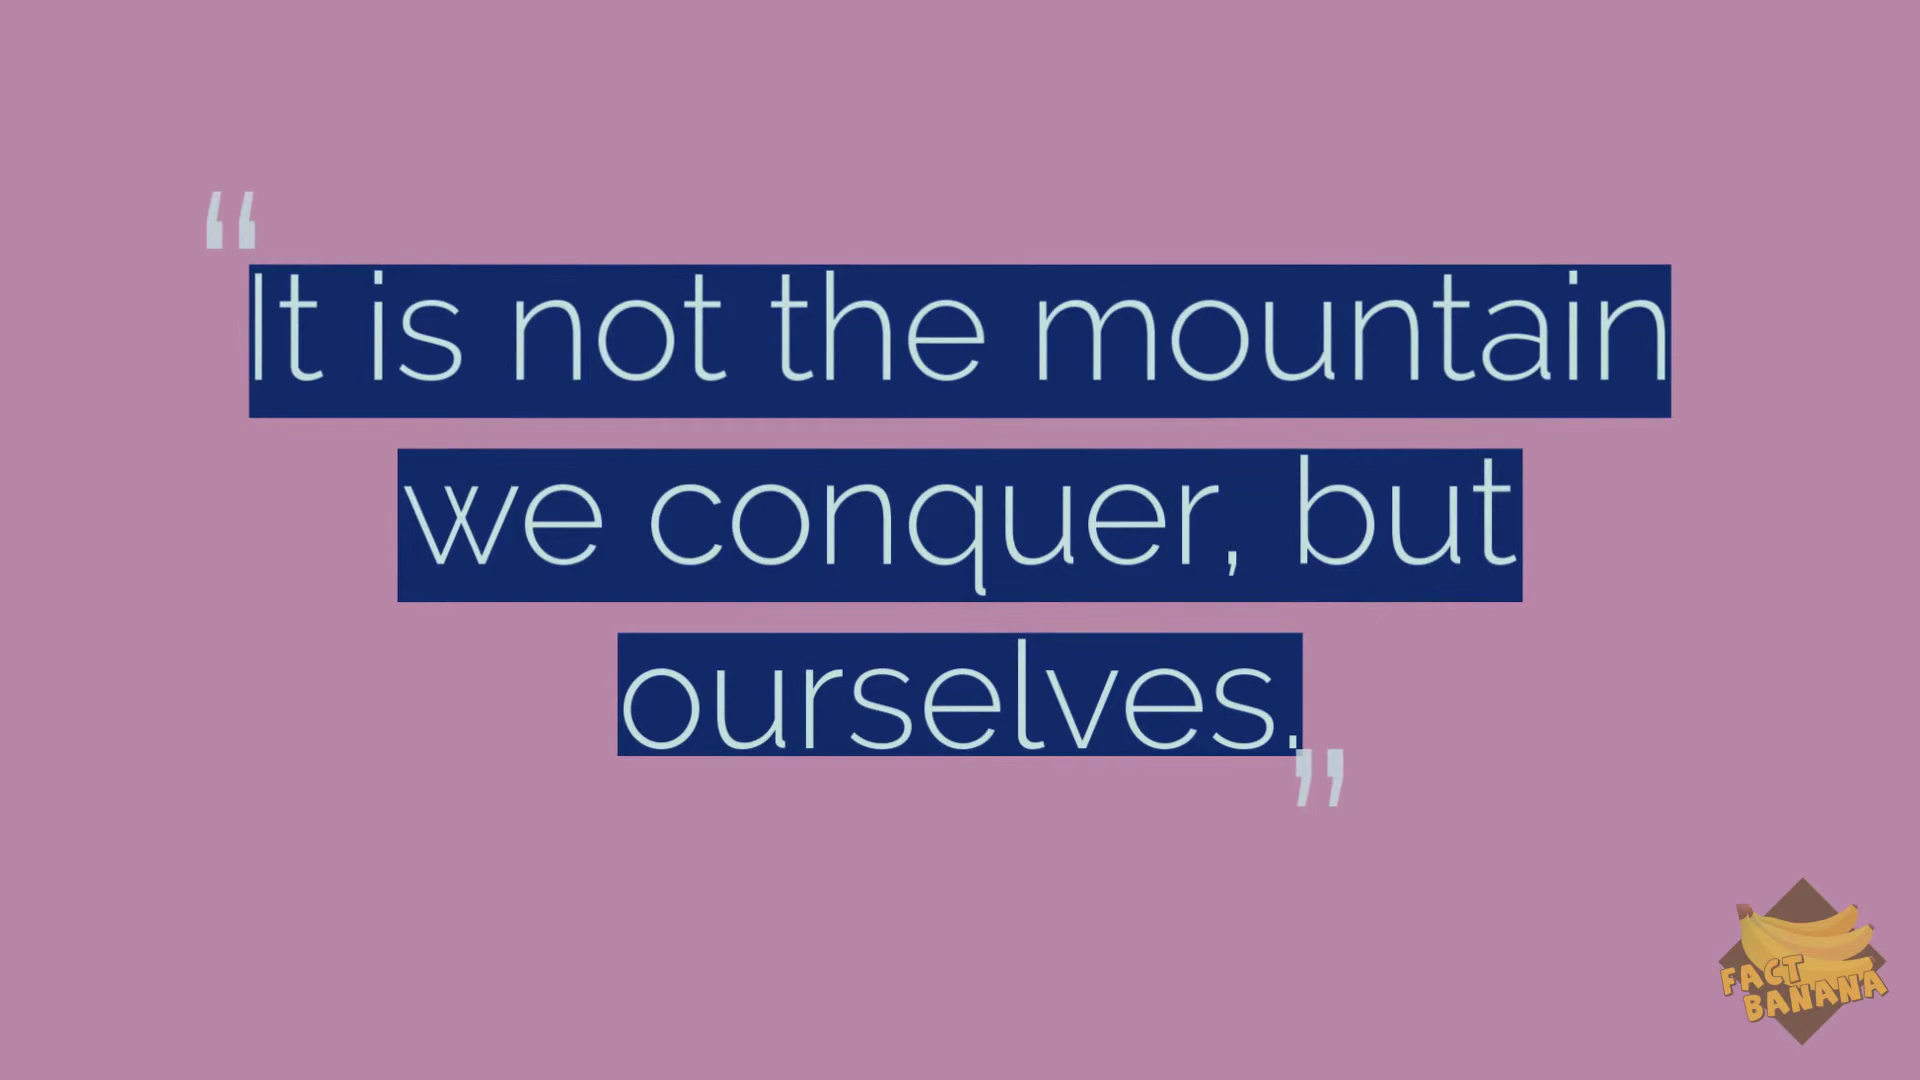 “It is not the mountain
we conquer, but
ourselves.”
FACT
BANANA